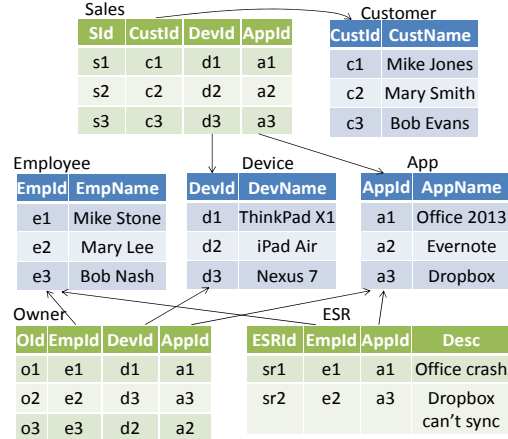 Sales
SId CustId DevId AppId
s1 c1 d1 a1
s2 c2 d2 a2
s3 c3 d3 a3
Customer
CustId CustName
c1 Mike Jones
c2 Mary Smith
c3 Bob Evans
Employee
EmpId EmpName
e1 Mike Stone
e2 Mary Lee
e3 Bob Nash
Device
DevId DevName
d1 ThinkPad X1
d2 iPad Air
d3 Nexus 7
App
AppId AppName
a1 Office 2013
a2 Evernote
a3 Dropbox
Owner
OId EmpId DevId AppId
o1 e1 d1 a1
o2 e2 d3 a3
o3 e3 d2 a2
ESR
ESRId EmpId AppId Desc
sr1 e1 a1 Office crash
sr2 e2 a3 Dropbox
can't sync